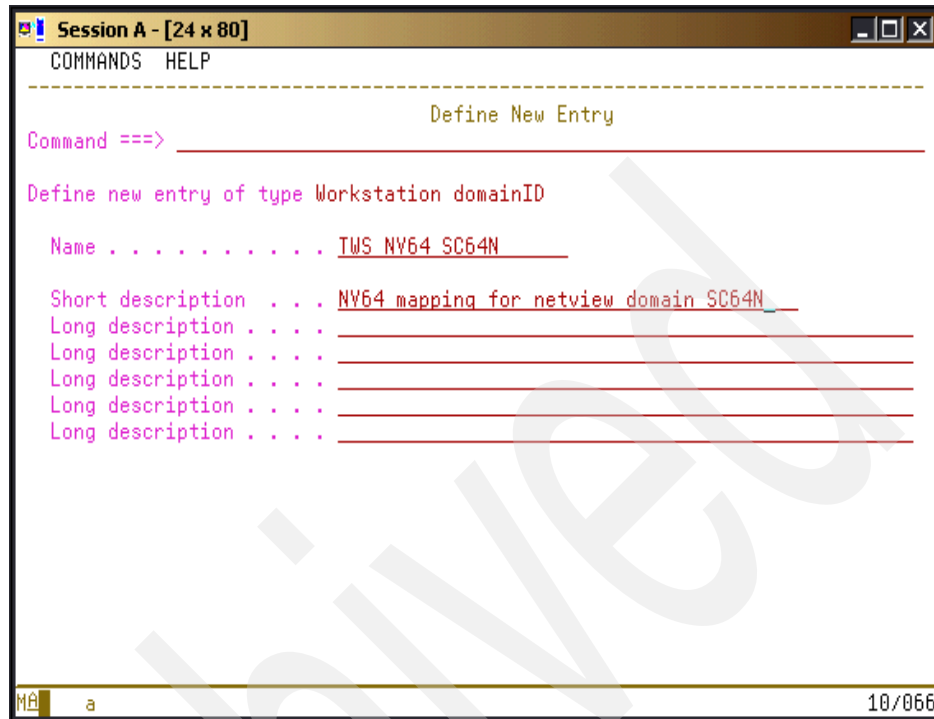 Session A - [24 x 80]
COMMANDS HELP
--------------------------------------------------------------------------------
Define New Entry
Command ===>
Define new entry of type Workstation domainID
Name . . . . . . . . . . TWS NV64 SC64N
Short description . . . NV64 mapping for netview domain SC64N
Long description . . . .
Long description . . . .
Long description . . . .
Long description . . . .
Long description . . . .
MA a 10/066
hived